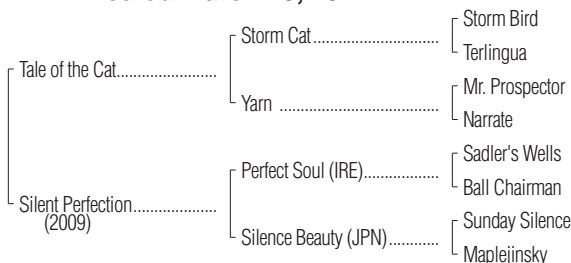 Storm Bird
Storm Cat
Terlingua
Tale of the Cat
Mr. Prospector
Yarn
Narrate
Sadler's Wells
Perfect Soul (IRE)
Ball Chairman
Silent Perfection
(2009)
Sunday Silence
Silence Beauty (JPN)
Maplejinsky